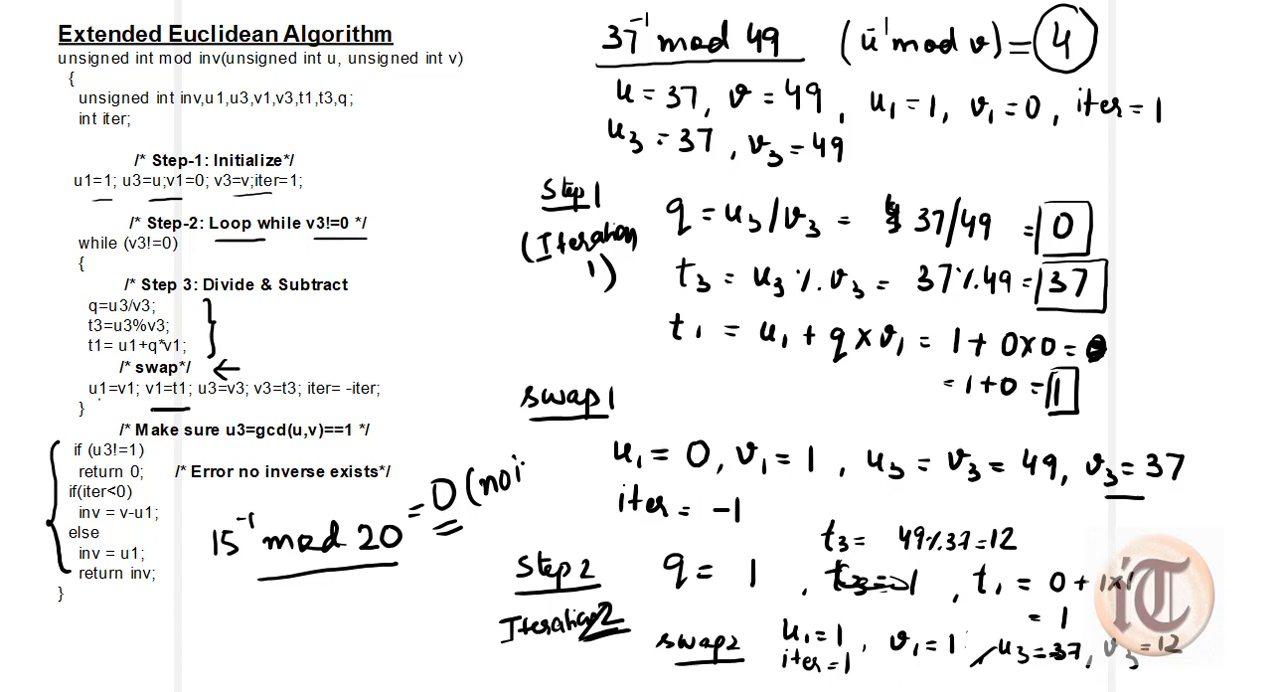 Extended Euclidean Algorithm
unsigned int mod inv(unsigned int u, unsigned int v)
{
unsigned int inv,u1,u3,v1,v3,t1,t3,q;
int iter;
/* Step-1: Initialize*/
u1=1; u3=u;v1=0; v3=v;iter=1;
/* Step-2: Loop while v3!=0 */
while (v3!=0)
{
/* Step 3: Divide & Subtract
q=u3/v3;
t3=u3%v3;
t1= u1+q*v1;
/* swap*/
u1=v1; v1=t1; u3=v3; v3=t3; iter= -iter;
}
/* Make sure u3=gcd(u,v)==1 */
if (u3!=1)
return 0; /* Error no inverse exists*/
if(iter<0)
inv = v-u1;
else
inv = u1;
return inv;
}
15⁻¹ mod 20 = 0 (noi
37⁻¹ mod 49 (u⁻¹ mod v) = 4
u = 37, v = 49, u₁ = 1, v₁ = 0, iter = 1
u₃ = 37, v₃ = 49
Step 1
(Iteration 1)
q = u₃/v₃ = 37/49 = 0
t₃ = u₃ % v₃ = 37 % 49 = 37
t₁ = u₁ + q × v₁ = 1 + 0×0 =
= 1+0 = 1
swap1
u₁ = 0, v₁ = 1, u₃ = v₃ = 49, v₃ = 37
iter = -1
Step 2
Iteration 2
t₃ = 49%37 = 12
q = 1, , t₁ = 0 + 1×1
= 1
swap2
u₁ = 1, v₁ = 1, u₃ = 37, v₃ = 12
iter = 1
iT